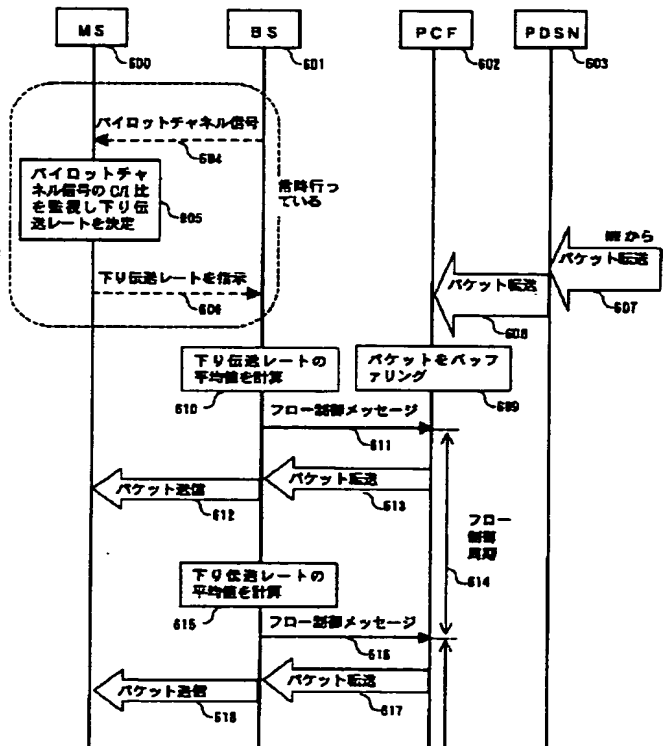 MS
BS
PCF
PDSN
600
601
602
603
パイロットチャネル信号
604
パイロットチャ
ネル信号の C/I 比
を監視し下り伝
送レートを決定
605
常時行っ
ている
下り伝送レートを指示
606
から
パケット転送
607
パケット転送
608
下り伝送レートの
平均値を計算
610
パケットをバッフ
ァリング
609
フロー制御メッセージ
611
パケット転送
613
パケット送信
612
フロー
制御
周期
614
下り伝送レートの
平均値を計算
615
フロー制御メッセージ
616
パケット転送
617
パケット送信
618